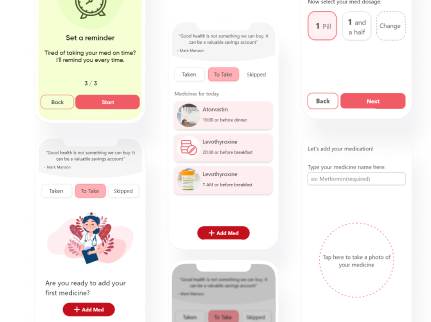 Set a reminder
Tired of taking your med on time?
I'll remind you every time.
3 / 3
Back
Start
"Good health is not something we can buy. It
can be a valuable savings account"
- Mark Manson
Taken
To Take
Skipped
Are you ready to add your
first medicine?
+ Add Med
"Good health is not something we can buy. It
can be a valuable savings account"
- Mark Manson
Taken
To Take
Skipped
Medicines for today
Atorvastin
19:00 or before dinner
Levothyroxine
20:30 or before breakfast
Levothyroxine
7 AM or before breakfast
+ Add Med
"Good health is not something we can buy. It
can be a valuable savings account"
- Mark Manson
Taken
To Take
Skipped
Now select your med dosage:
1 Pill
1 and
a half
Change
Back
Next
Let's add your medication!
Type your medicine name here:
ex: Metformin(required)
Tap here to take a photo of
your medicine